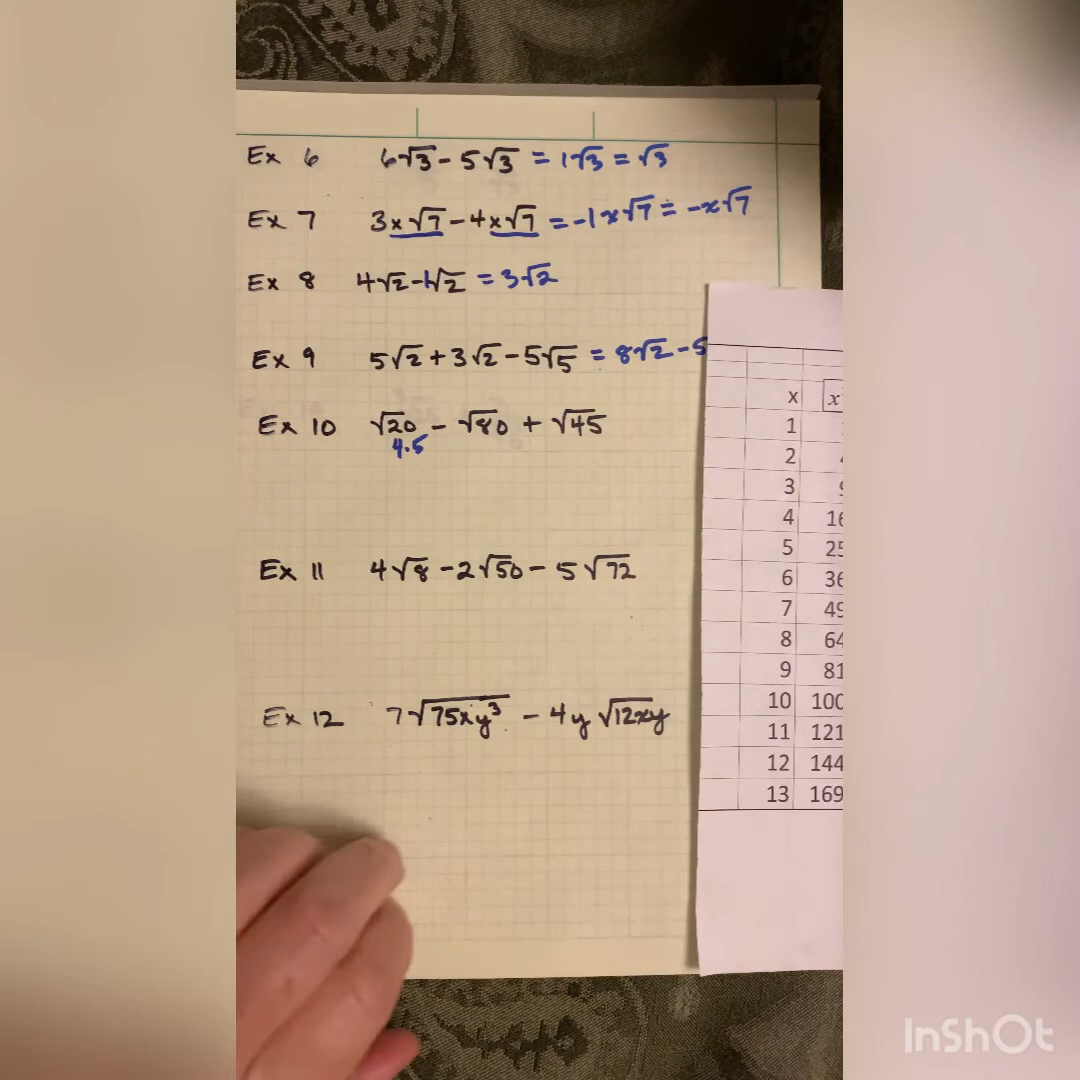 Ex 6 6√3 - 5√3 = 1√3 = √3
Ex 7 3x√7 - 4x√7 = -1x√7 = -x√7
Ex 8 4√2 - 1√2 = 3√2
Ex 9 5√2 + 3√2 - 5√5 = 8√2 - 5
Ex 10 √20 - √80 + √45
4·5
Ex 11 4√8 - 2√50 - 5√72
Ex 12 7√75xy³ - 4y√12xy
x x
1
2
3
4 16
5 25
6 36
7 49
8 64
9 81
10 100
11 121
12 144
13 169
InShOt